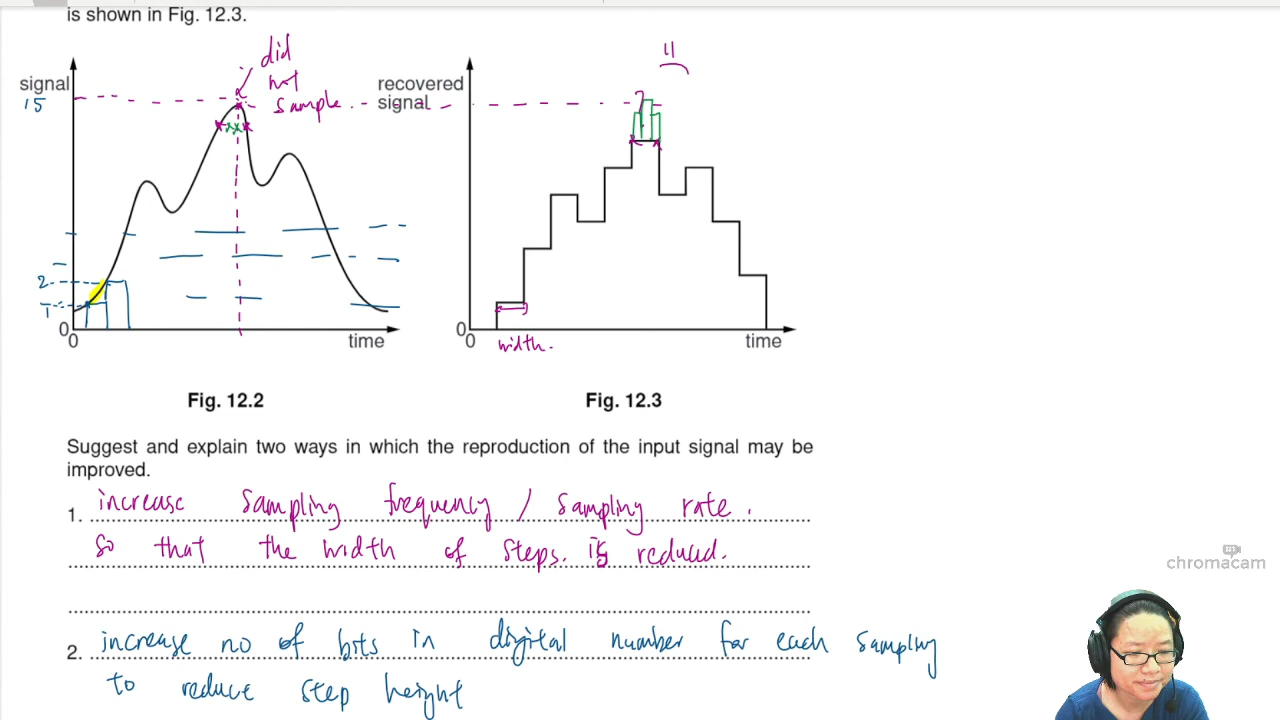 is shown in Fig. 12.3.
did
not
sample.
signal
15
2
1
0
0
time
Fig. 12.2
11
recovered
signal
?
0
0
width.
time
Fig. 12.3
Suggest and explain two ways in which the reproduction of the input signal may be
improved.
1. increase sampling frequency / sampling rate.
so that the width of steps. is reduced.
2. increase no of bits in digital number for each sampling
to reduce step height
chromacam